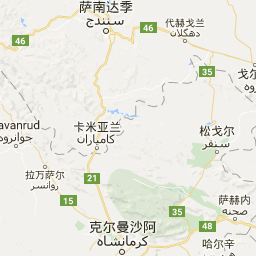 萨南达季
سنندج
46
代赫戈兰
دهگلان
46
35
戈尔
avanrud
جوانرود
卡米亚兰
کامیاران
松戈尔
سنقر
拉万萨尔
روانسر
21
35
萨赫内
صحنه
克尔曼沙阿
کرمانشاه
哈尔辛
هرسین